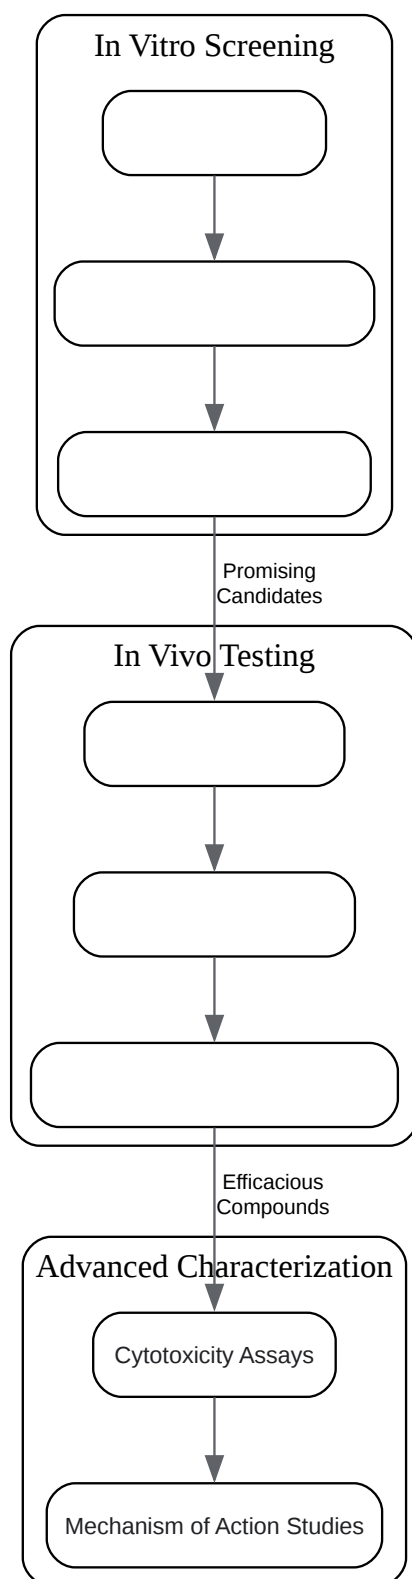 In Vitro Screening
Promising
Candidates
In Vivo Testing
Efficacious
Compounds
Advanced Characterization
Cytotoxicity Assays
Mechanism of Action Studies